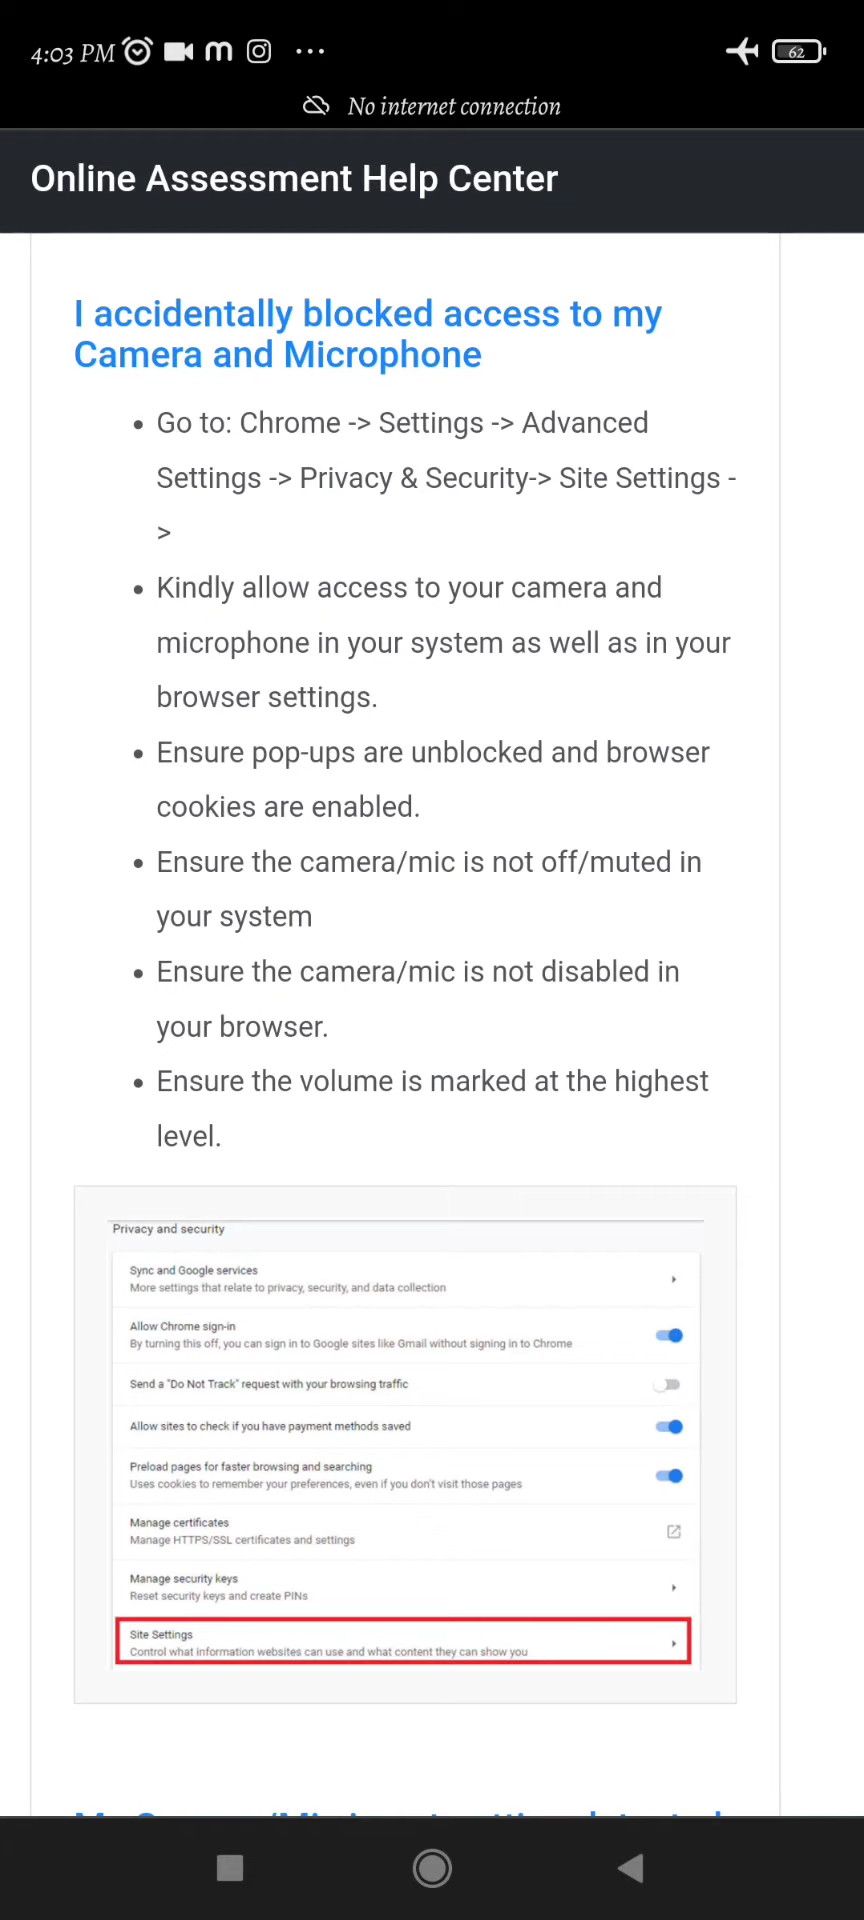 4:03 PM
62
No internet connection
Online Assessment Help Center
I accidentally blocked access to my
Camera and Microphone
• Go to: Chrome -> Settings -> Advanced
Settings -> Privacy & Security-> Site Settings -
>
• Kindly allow access to your camera and
microphone in your system as well as in your
browser settings.
• Ensure pop-ups are unblocked and browser
cookies are enabled.
• Ensure the camera/mic is not off/muted in
your system
• Ensure the camera/mic is not disabled in
your browser.
• Ensure the volume is marked at the highest
level.
Privacy and security
Sync and Google services
More settings that relate to privacy, security, and data collection
Allow Chrome sign-in
By turning this off, you can sign in to Google sites like Gmail without signing in to Chrome
Send a "Do Not Track" request with your browsing traffic
Allow sites to check if you have payment methods saved
Preload pages for faster browsing and searching
Uses cookies to remember your preferences, even if you don't visit those pages
Manage certificates
Manage HTTPS/SSL certificates and settings
Manage security keys
Reset security keys and create PINs
Site Settings
Control what information websites can use and what content they can show you